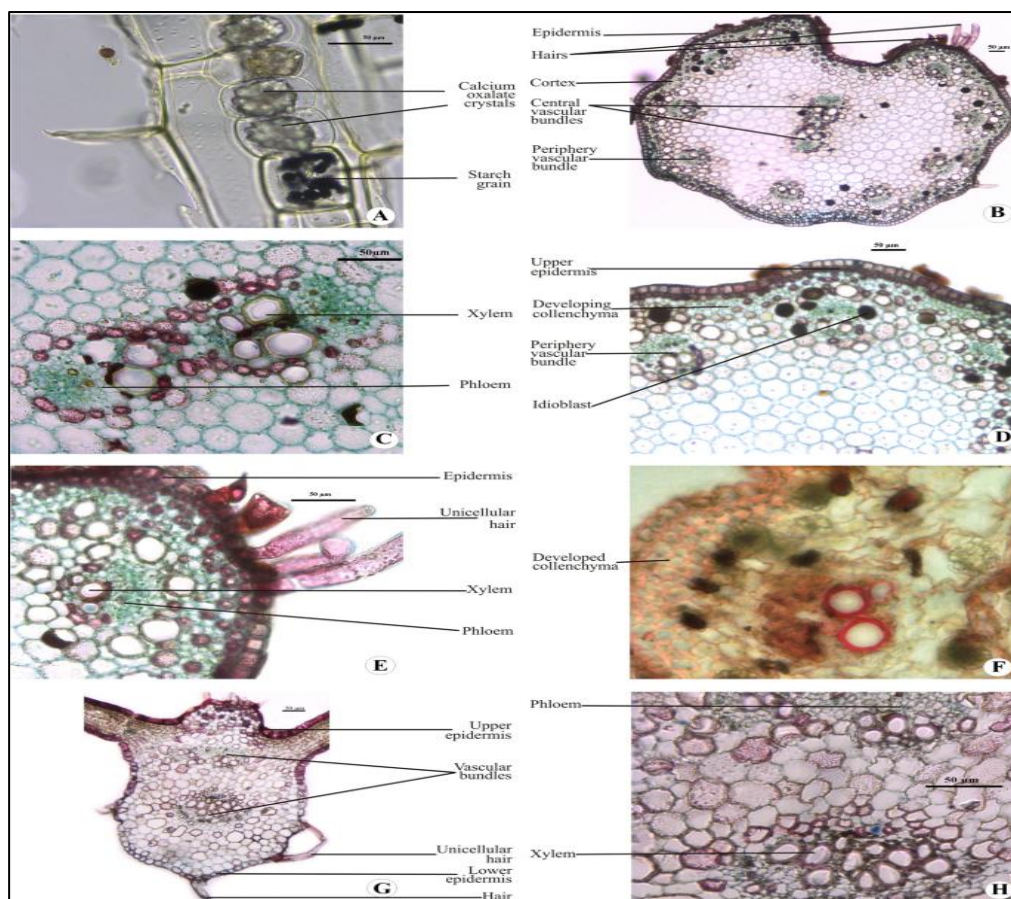 50 µm
Calcium
oxalate
crystals
Starch
grain
A
Epidermis
Hairs
50 µm
Cortex
Central
vascular
bundles
Periphery
vascular
bundle
B
50µm
Xylem
Phloem
C
50 µm
Upper
epidermis
Developing
collenchyma
Periphery
vascular
bundle
Idioblast
D
Epidermis
50 µm
Unicellular
hair
Xylem
Phloem
E
Developed
collenchyma
F
Upper
epidermis
Vascular
bundles
Unicellular
hair
Lower
epidermis
Hair
G
Phloem
50 µm
Xylem
H